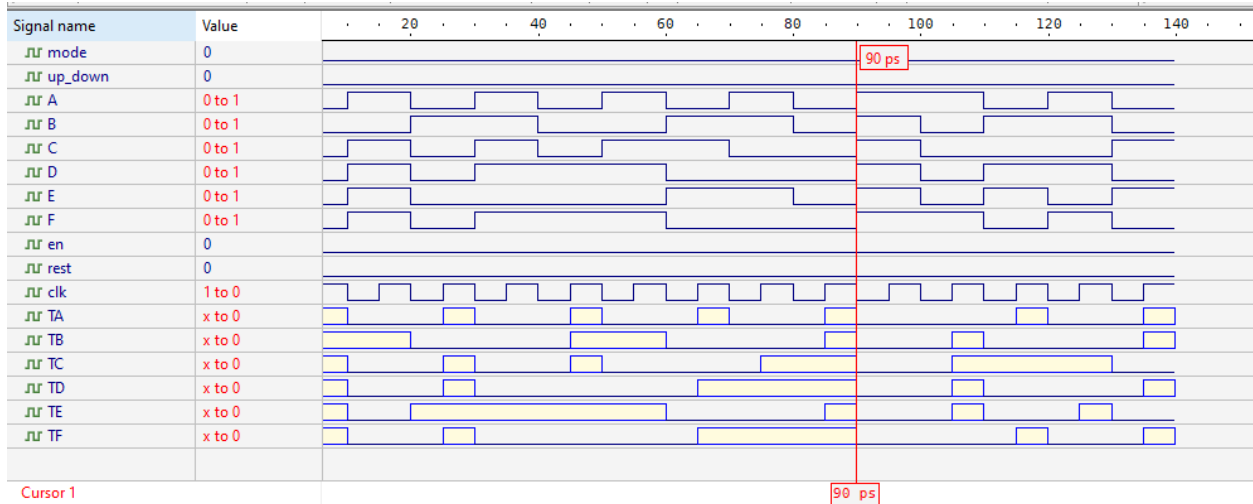 Signal name Value 20 40 60 80 100 120 140
mode 0 90 ps
up_down 0
A 0 to 1
B 0 to 1
C 0 to 1
D 0 to 1
E 0 to 1
F 0 to 1
en 0
rest 0
clk 1 to 0
TA x to 0
TB x to 0
TC x to 0
TD x to 0
TE x to 0
TF x to 0
Cursor 1 90 ps